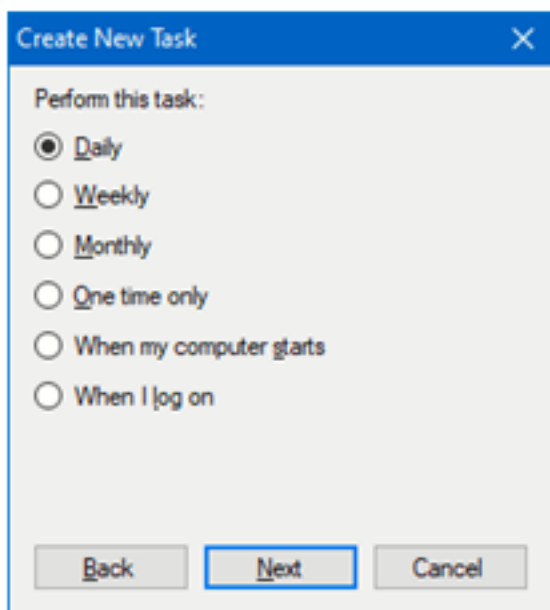 Create New Task
Perform this task:
Daily
Weekly
Monthly
One time only
When my computer starts
When I log on
Back Next Cancel